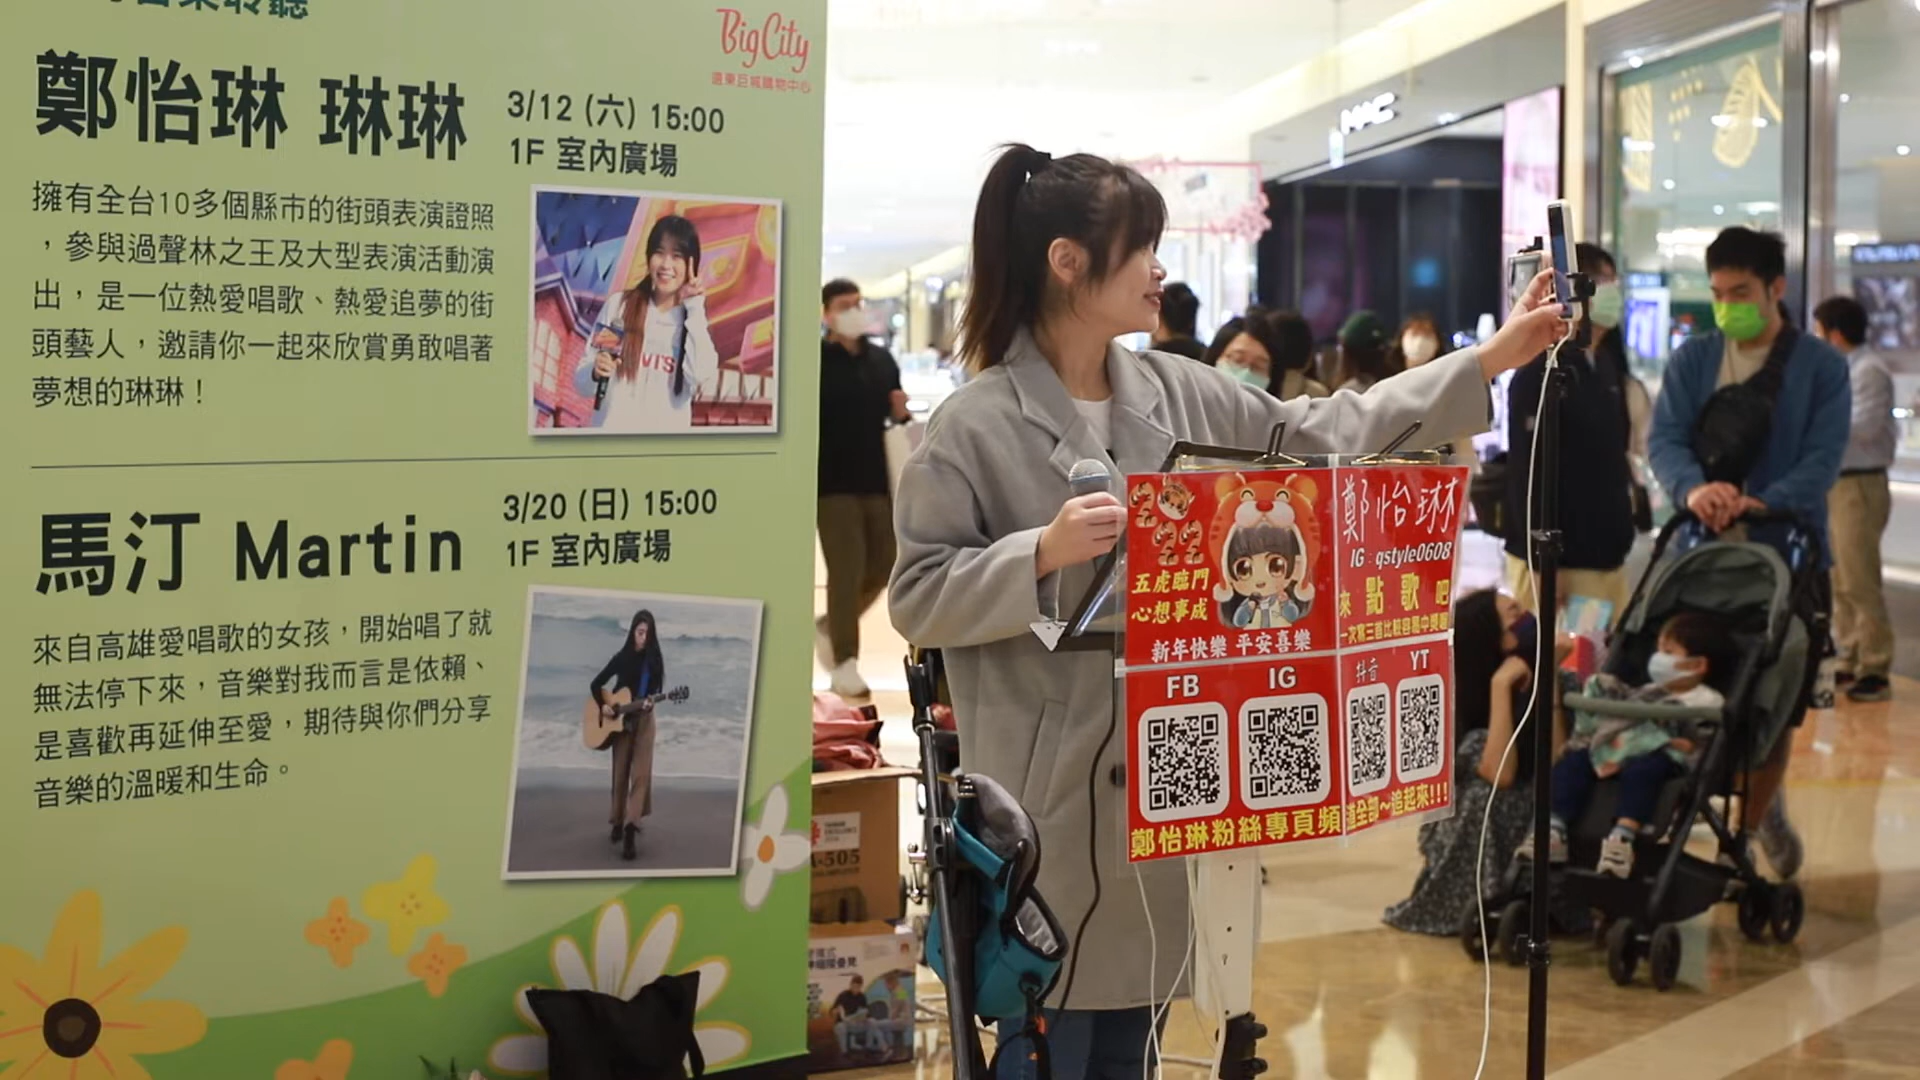 音樂聆聽
BigCity
遠東巨城購物中心
鄭怡琳 琳琳
3/12 (六) 15:00
1F 室內廣場
擁有全台10多個縣市的街頭表演證照
，參與過聲林之王及大型表演活動演
出，是一位熱愛唱歌、熱愛追夢的街
頭藝人，邀請你一起來欣賞勇敢唱著
夢想的琳琳！
馬汀 Martin
3/20 (日) 15:00
1F 室內廣場
來自高雄愛唱歌的女孩，開始唱了就
無法停下來，音樂對我而言是依賴、
是喜歡再延伸至愛，期待與你們分享
音樂的溫暖和生命。
MAC
2022
五虎臨門
心想事成
新年快樂 平安喜樂
鄭怡琳
IG：qstyle0608
來 點 歌 吧
FB
IG
抖音
YT
鄭怡琳粉絲專頁頻道全部~追起來!!!
A-505